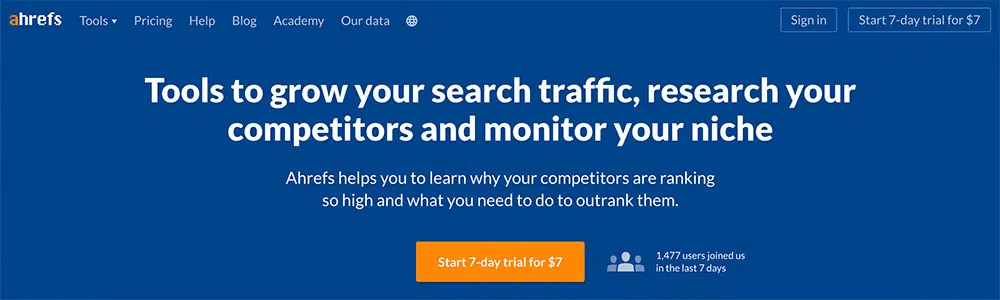 ahrefs Tools Pricing Help Blog Academy Our data Sign in Start 7-day trial for $7
Tools to grow your search traffic, research your
competitors and monitor your niche
Ahrefs helps you to learn why your competitors are ranking
so high and what you need to do to outrank them.
Start 7-day trial for $7
1,477 users joined us
in the last 7 days